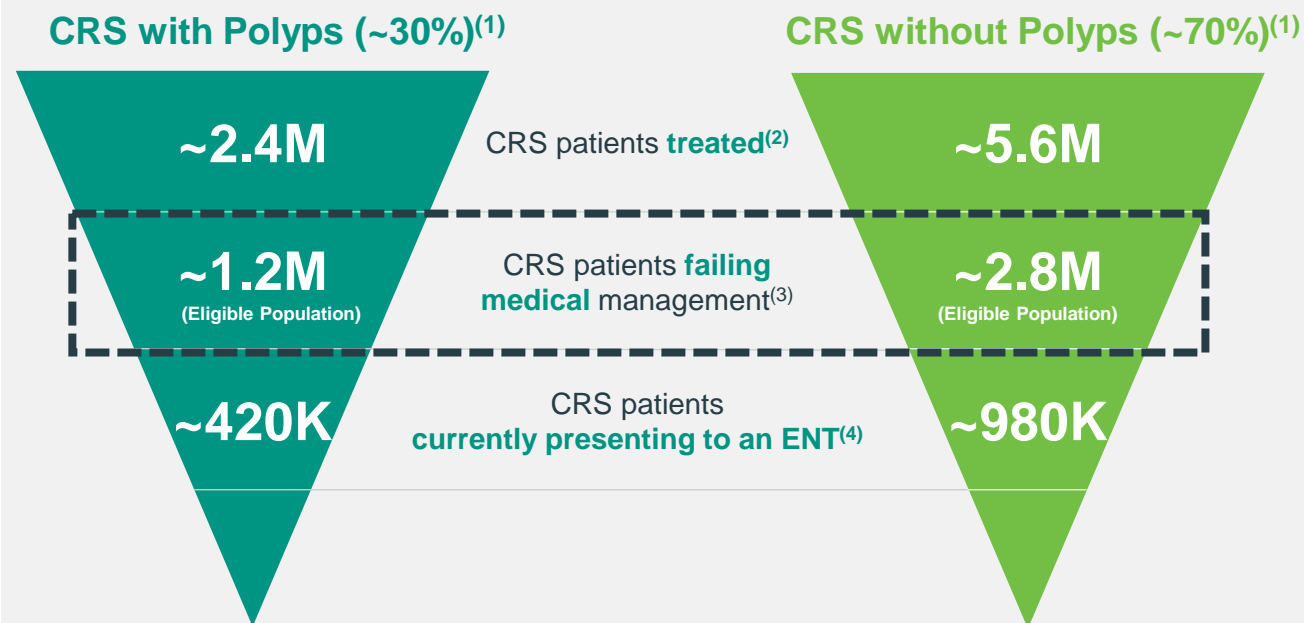 CRS with Polyps (~30%)(1)
CRS without Polyps (~70%)(1)
~2.4M
CRS patients treated(2)
~5.6M
~1.2M
(Eligible Population)
CRS patients failing
medical management(3)
~2.8M
(Eligible Population)
~420K
CRS patients
currently presenting to an ENT(4)
~980K